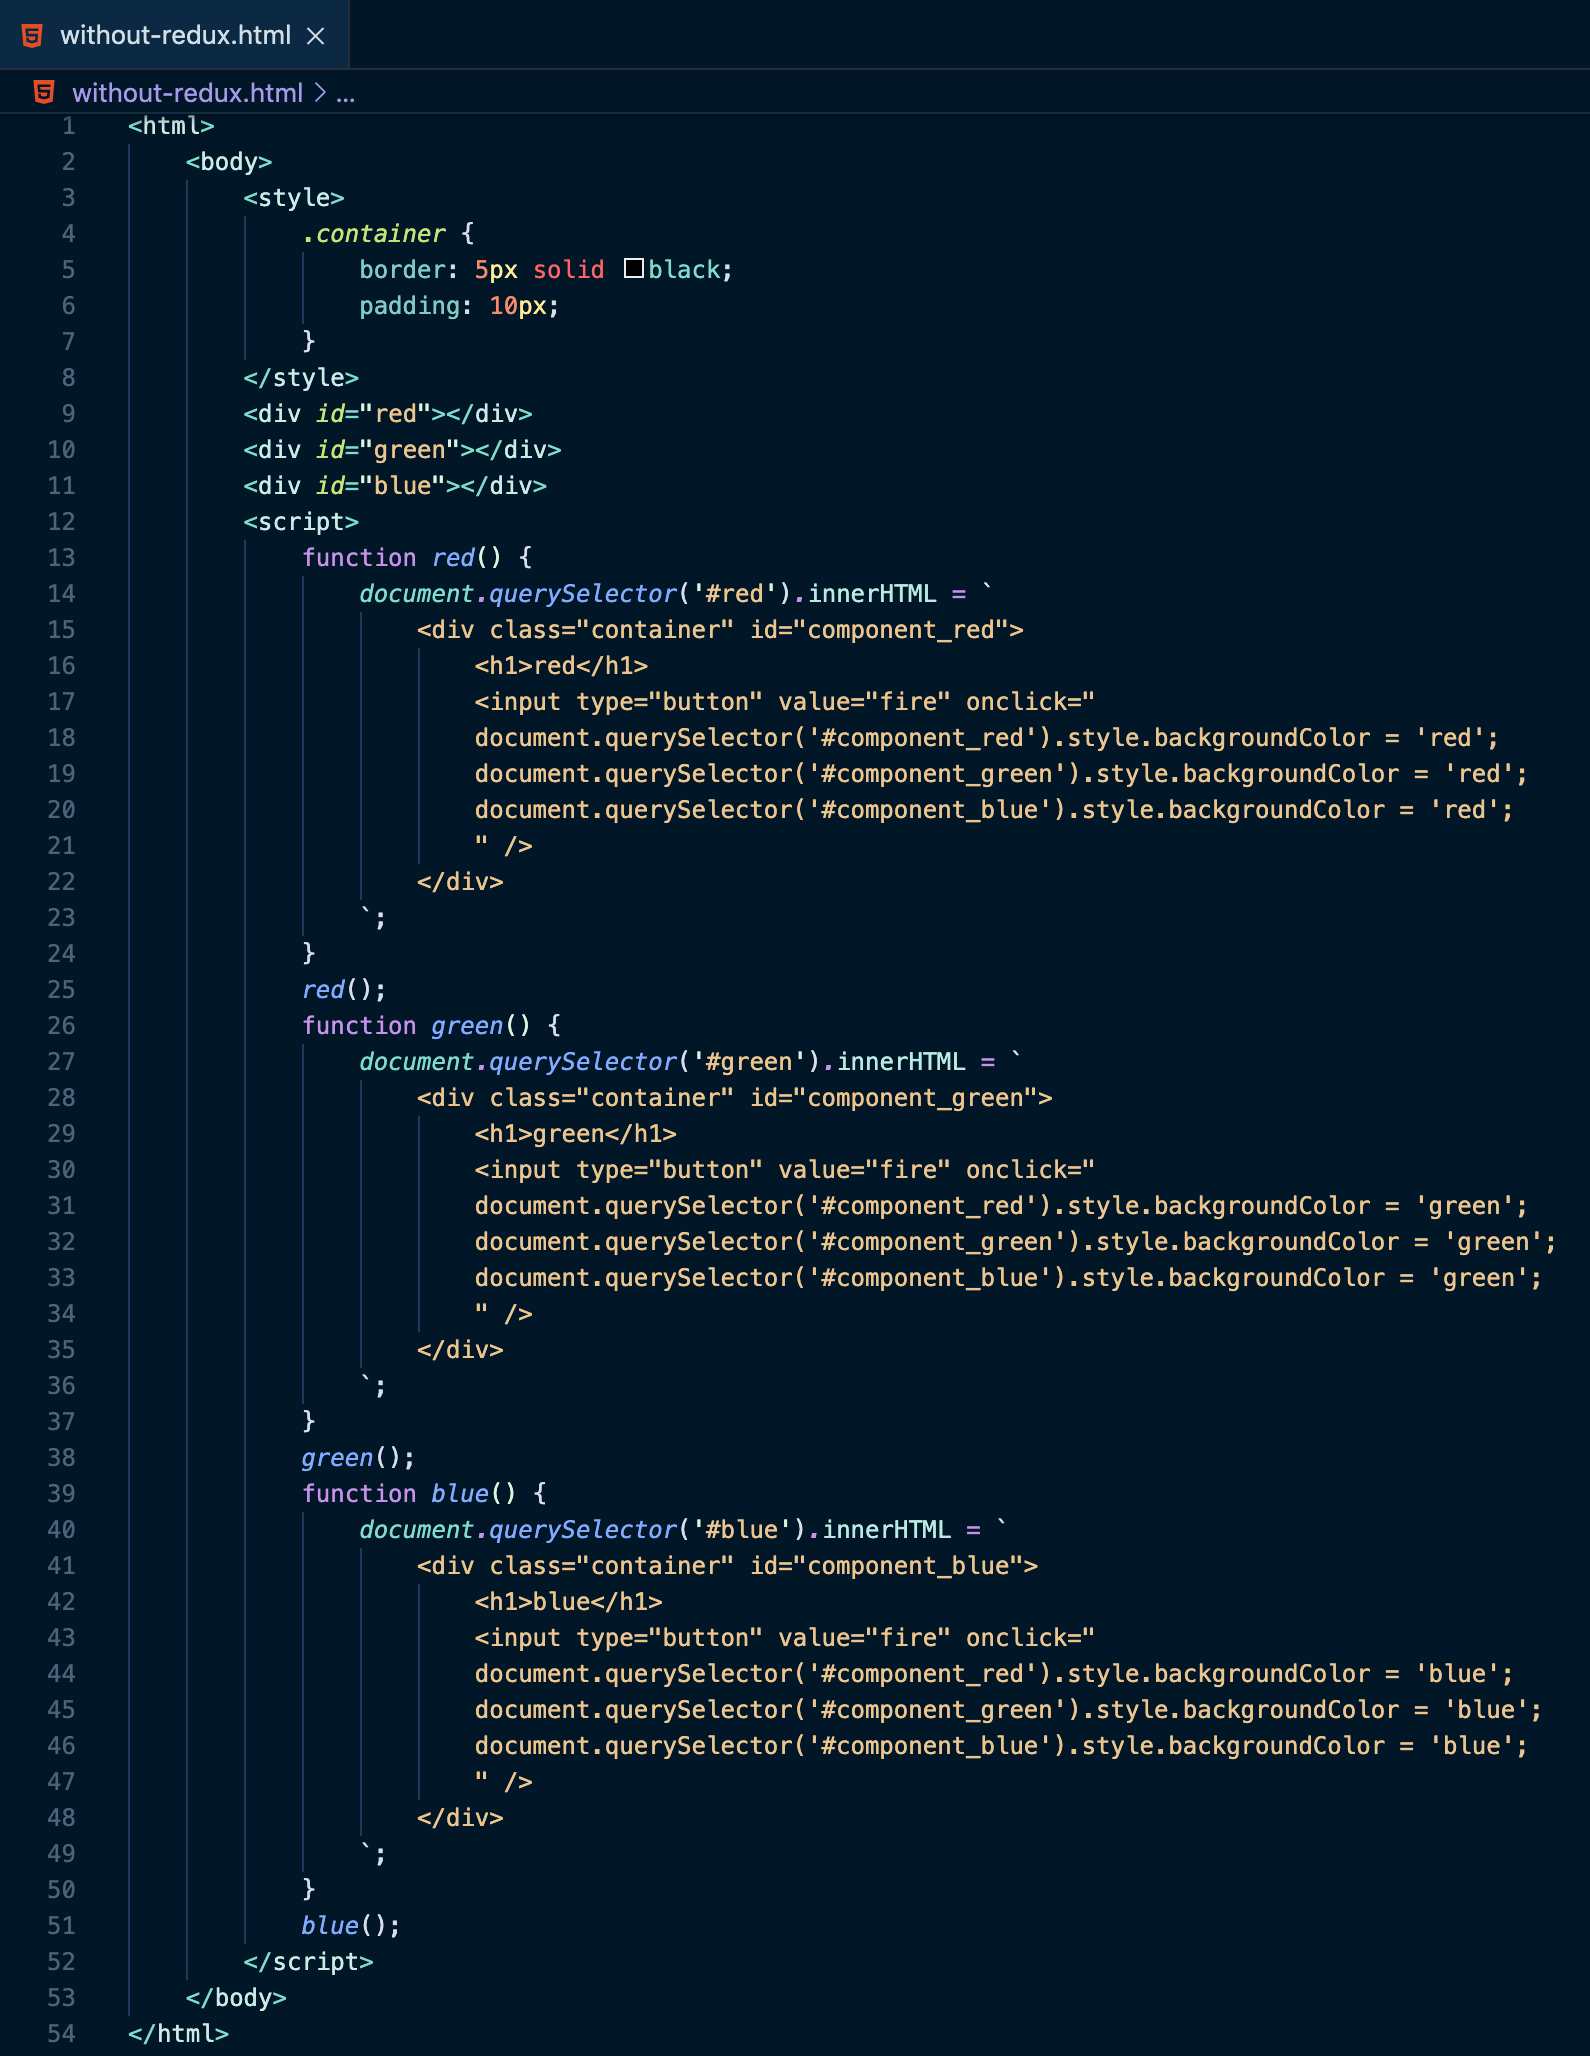 without-redux.html ×
without-redux.html > ...
1 <html>
2     <body>
3         <style>
4             .container {
5                 border: 5px solid black;
6                 padding: 10px;
7             }
8         </style>
9         <div id="red"></div>
10         <div id="green"></div>
11         <div id="blue"></div>
12         <script>
13             function red() {
14                 document.querySelector('#red').innerHTML = `
15                     <div class="container" id="component_red">
16                         <h1>red</h1>
17                         <input type="button" value="fire" onclick="
18                         document.querySelector('#component_red').style.backgroundColor = 'red';
19                         document.querySelector('#component_green').style.backgroundColor = 'red';
20                         document.querySelector('#component_blue').style.backgroundColor = 'red';
21                         " />
22                     </div>
23                 `;
24             }
25             red();
26             function green() {
27                 document.querySelector('#green').innerHTML = `
28                     <div class="container" id="component_green">
29                         <h1>green</h1>
30                         <input type="button" value="fire" onclick="
31                         document.querySelector('#component_red').style.backgroundColor = 'green';
32                         document.querySelector('#component_green').style.backgroundColor = 'green';
33                         document.querySelector('#component_blue').style.backgroundColor = 'green';
34                         " />
35                     </div>
36                 `;
37             }
38             green();
39             function blue() {
40                 document.querySelector('#blue').innerHTML = `
41                     <div class="container" id="component_blue">
42                         <h1>blue</h1>
43                         <input type="button" value="fire" onclick="
44                         document.querySelector('#component_red').style.backgroundColor = 'blue';
45                         document.querySelector('#component_green').style.backgroundColor = 'blue';
46                         document.querySelector('#component_blue').style.backgroundColor = 'blue';
47                         " />
48                     </div>
49                 `;
50             }
51             blue();
52         </script>
53     </body>
54 </html>